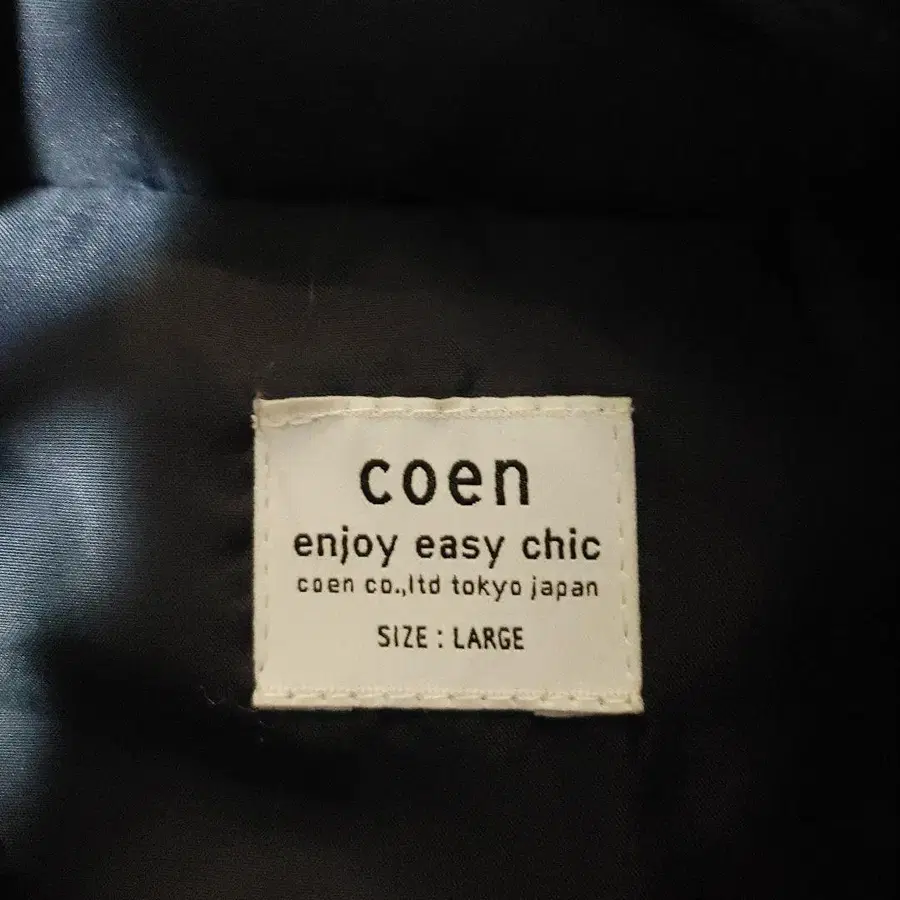 coen
enjoy easy chic
coen co.,ltd tokyo japan
SIZE : LARGE